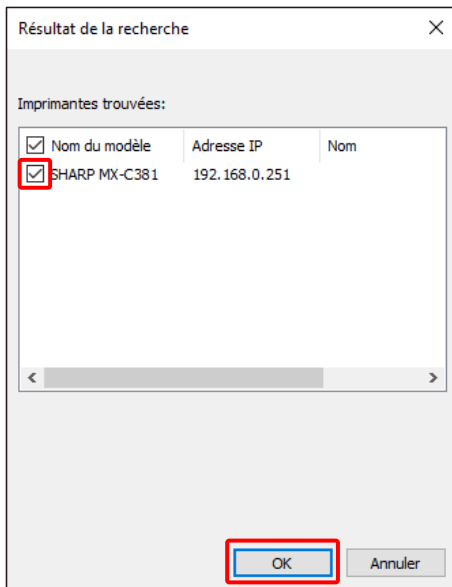 Résultat de la recherche
Imprimantes trouvées:
Nom du modèle Adresse IP Nom
SHARP MX-C381 192.168.0.251
OK Annuler